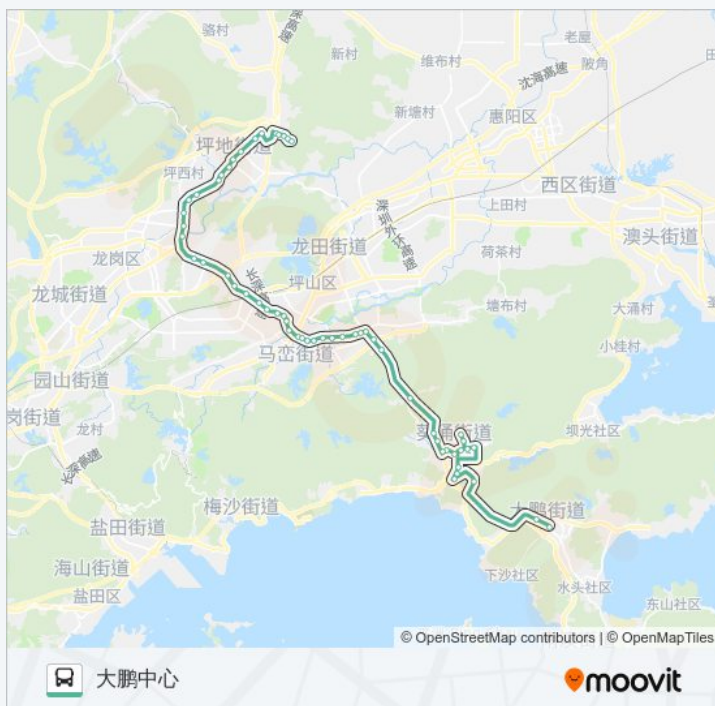 骆村
深高速
新村
维布村
老屋
陂角
沈海高速
新塘村
惠阳区
坪地街道
坪西村
西区街道
龙岗区
龙田街道
深圳外环高速
上田村
澳头街道
荷茶村
坪山区
长深高速
龙城街道
塘布村
大涌村
马峦街道
小桂村
园山街道
岗街道
龙村
葵涌街道
坝光社区
长深高速
梅沙街道
大鹏街道
盐田街道
海山街道
下沙社区
盐田区
水头社区
东山社区
© OpenStreetMap contributors | © OpenMapTiles
大鹏中心
moovit